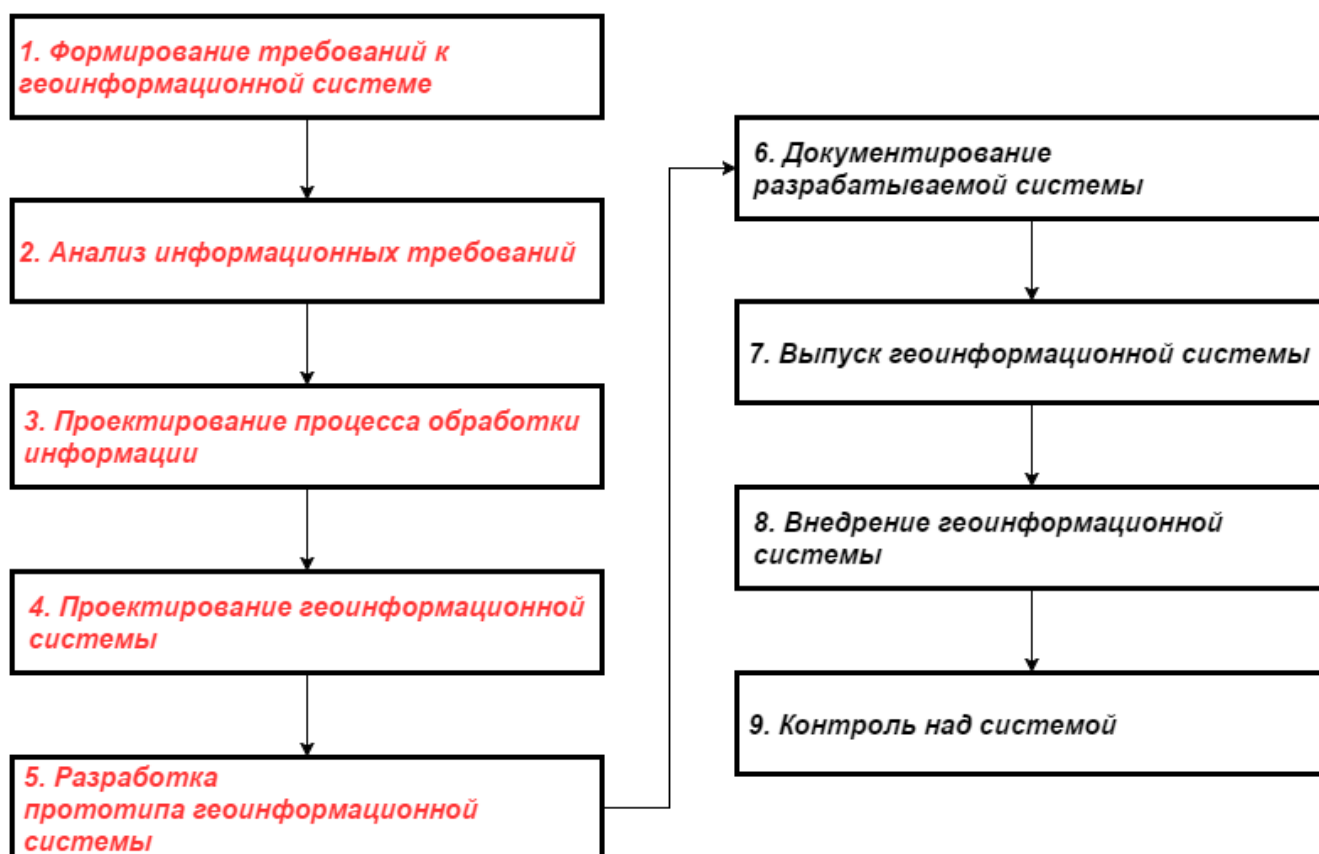 1. Формирование требований к
геоинформационной системе
2. Анализ информационных требований
3. Проектирование процесса обработки
информации
4. Проектирование геоинформационной
системы
5. Разработка
прототипа геоинформационной
системы
6. Документирование
разрабатываемой системы
7. Выпуск геоинформационной системы
8. Внедрение геоинформационной
системы
9. Контроль над системой